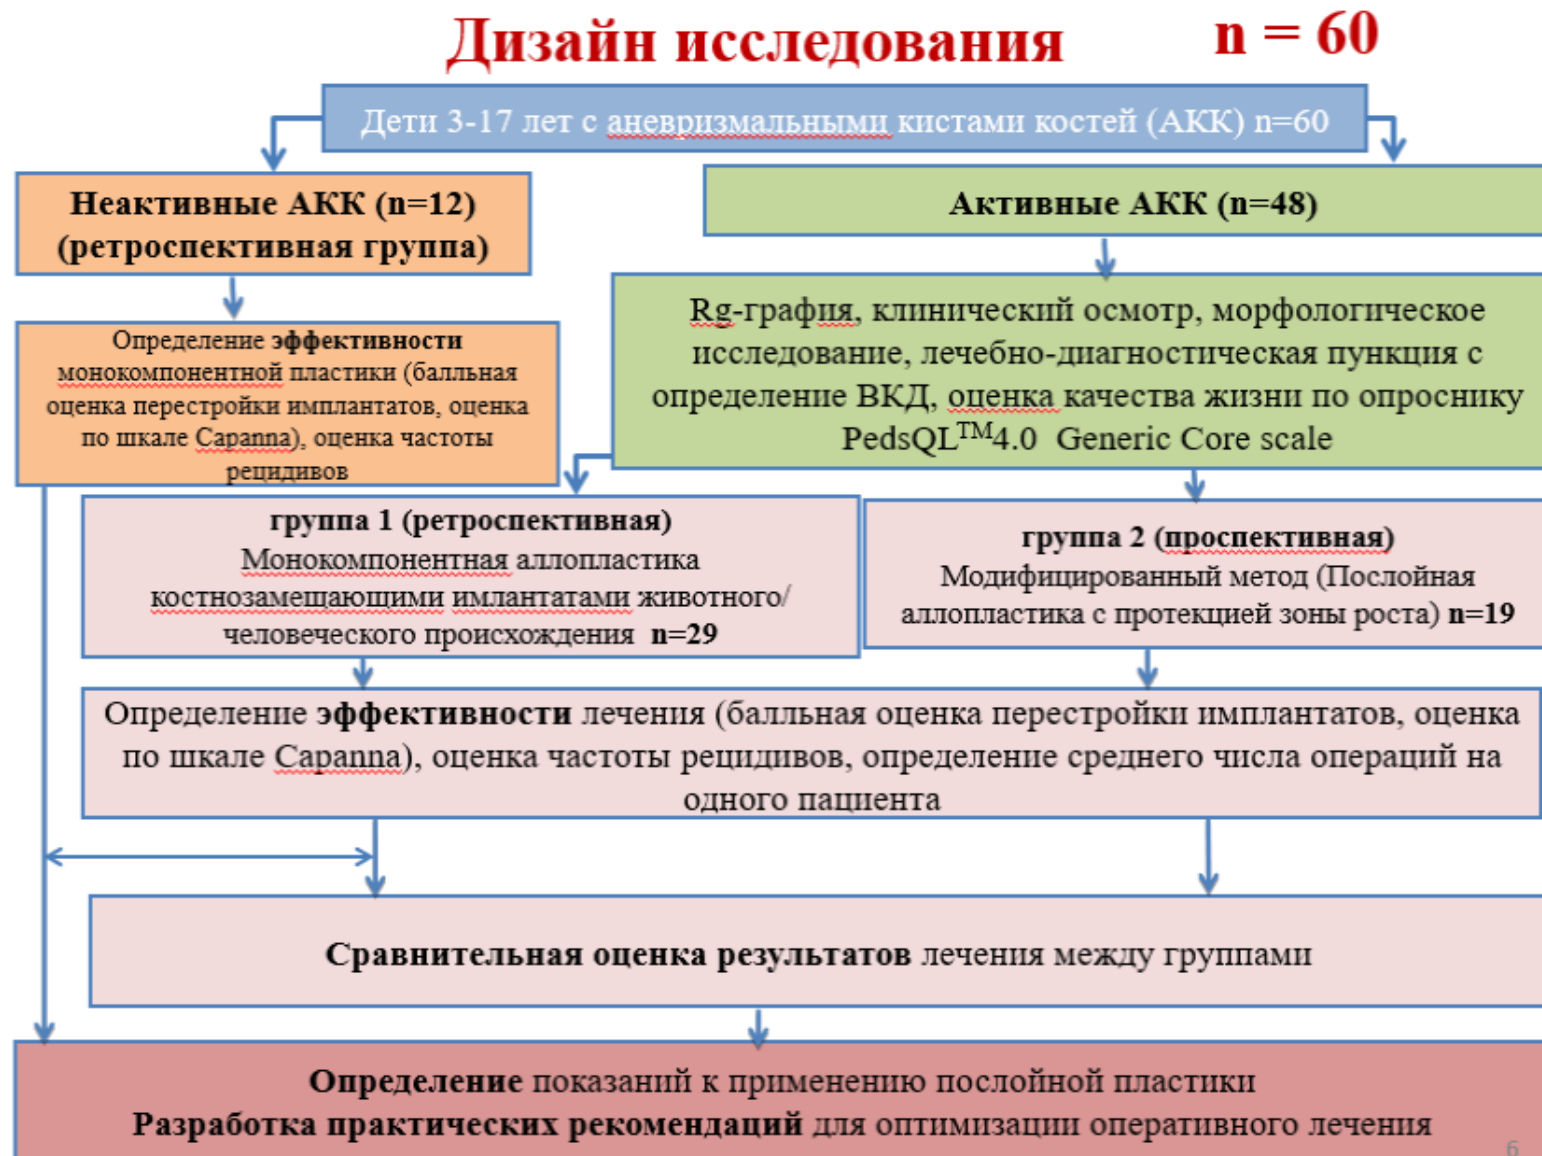 Дизайн исследования
n = 60
Дети 3-17 лет с аневризмальными кистами костей (АКК) n=60
Неактивные АКК (n=12)
(ретроспективная группа)
Активные АКК (n=48)
Rg-графия, клинический осмотр, морфологическое
исследование, лечебно-диагностическая пункция с
определение ВКД, оценка качества жизни по опроснику
PedsQL™4.0 Generic Core scale
Определение эффективности
монокомпонентной пластики (балльная
оценка перестройки имплантатов, оценка
по шкале Capanna), оценка частоты
рецидивов
группа 1 (ретроспективная)
Монокомпонентная аллопластика
костнозамещающими имлантатами животного/
человеческого происхождения n=29
группа 2 (проспективная)
Модифицированный метод (Послойная
аллопластика с протекцией зоны роста) n=19
Определение эффективности лечения (балльная оценка перестройки имплантатов, оценка
по шкале Capanna), оценка частоты рецидивов, определение среднего числа операций на
одного пациента
Сравнительная оценка результатов лечения между группами
Определение показаний к применению послойной пластики
Разработка практических рекомендаций для оптимизации оперативного лечения
6